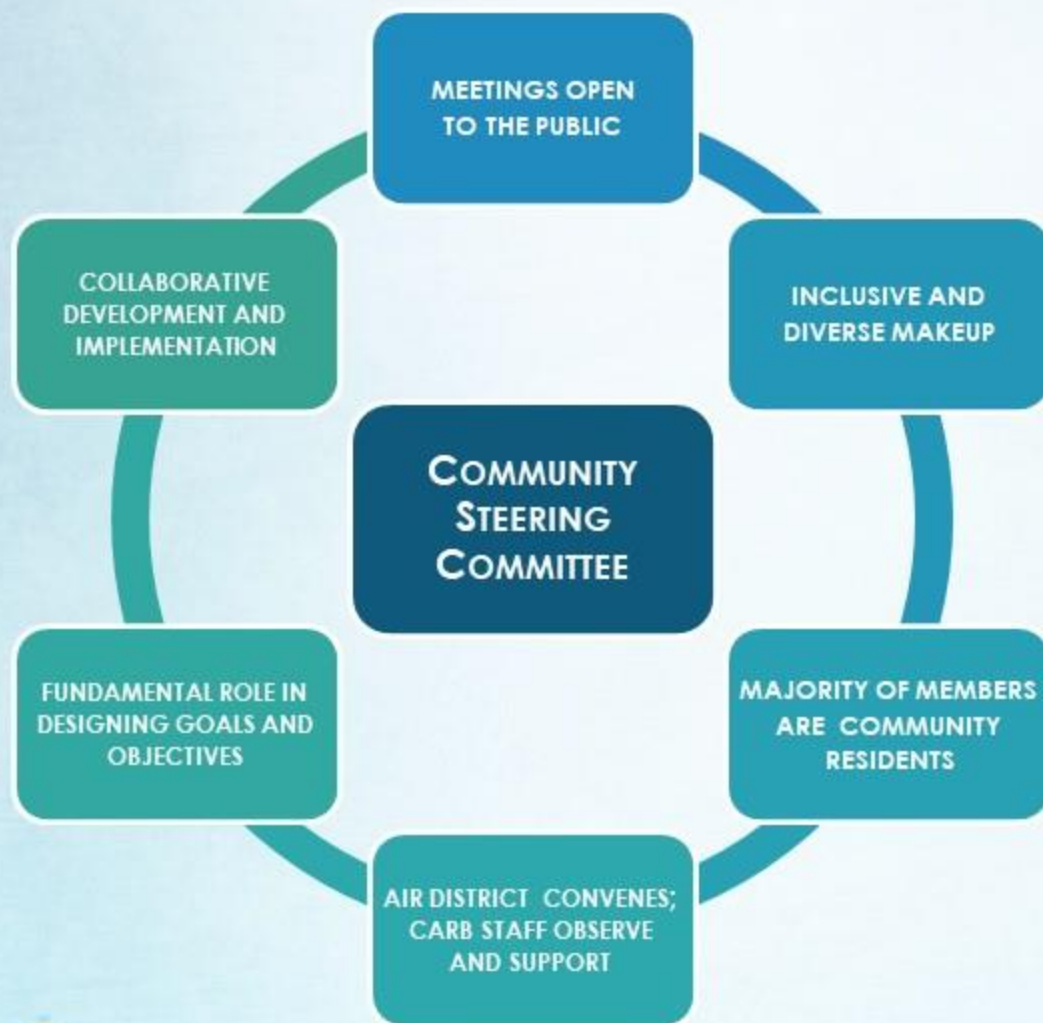 MEETINGS OPEN
TO THE PUBLIC
INCLUSIVE AND
DIVERSE MAKEUP
MAJORITY OF MEMBERS
ARE COMMUNITY
RESIDENTS
AIR DISTRICT CONVENES;
CARB STAFF OBSERVE
AND SUPPORT
FUNDAMENTAL ROLE IN
DESIGNING GOALS AND
OBJECTIVES
COLLABORATIVE
DEVELOPMENT AND
IMPLEMENTATION
COMMUNITY
STEERING
COMMITTEE